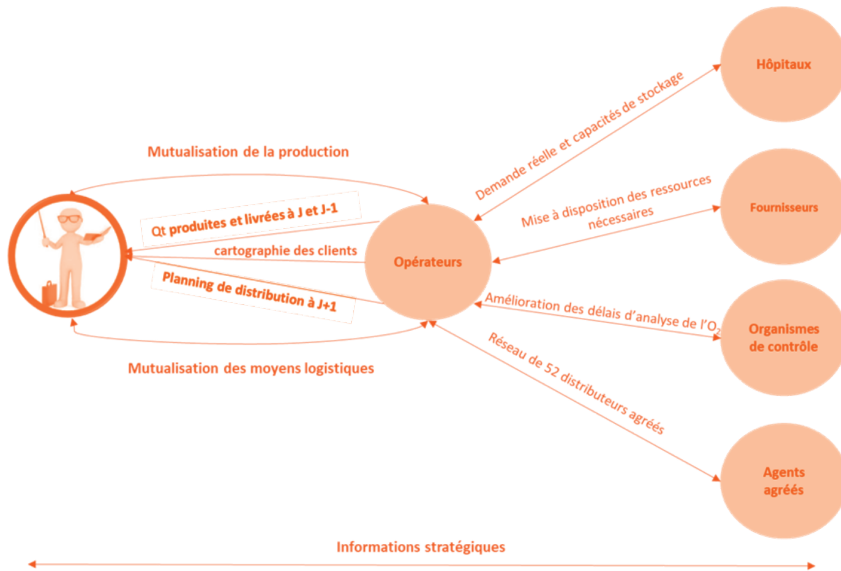 Hôpitaux
Demande réelle et capacités de stockage
Mutualisation de la production
Mise à disposition des ressources
nécessaires
Fournisseurs
Qt produites et livrées à J et J-1
cartographie des clients
Opérateurs
Planning de distribution à J+1
Amélioration des délais d'analyse de l'O₂
Organismes
de contrôle
Mutualisation des moyens logistiques
Réseau de 52 distributeurs agréés
Agents
agréés
Informations stratégiques